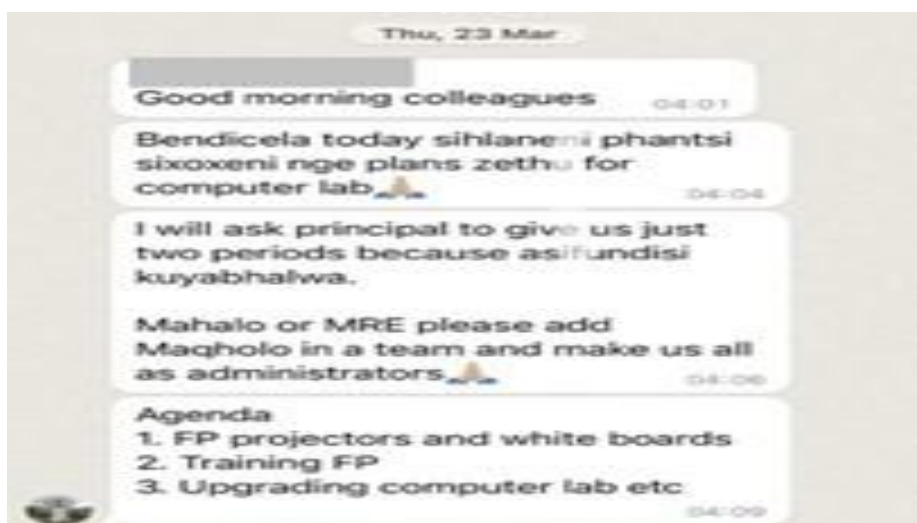 Thu, 23 Mar
Good morning colleagues
04:01
Bendicela today sihlaneni phantsi
sixoxeni nge plans zethu for
computer lab🙏🏼
04:04
I will ask principal to give us just
two periods because asifundisi
kuyabhalwa.
Mahalo or MRE please add
Maqholo in a team and make us all
as administrators🙏🏼
04:06
Agenda
1. FP projectors and white boards
2. Training FP
3. Upgrading computer lab etc
04:09